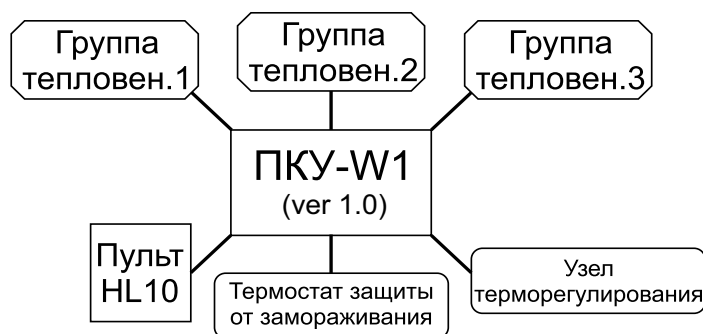 Группа
тепловен.1
Группа
тепловен.2
Группа
тепловен.3
ПКУ-W1
(ver 1.0)
Пульт
HL10
Термостат защиты
от замораживания
Узел
терморегулирования